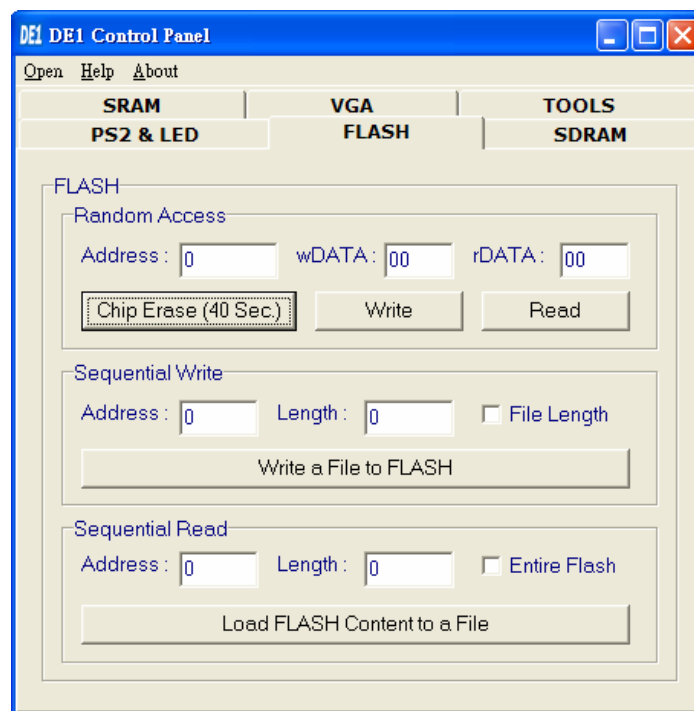 DE1 DE1 Control Panel
Open Help About
SRAM VGA TOOLS
PS2 & LED FLASH SDRAM
FLASH
Random Access
Address : 0 wDATA : 00 rDATA : 00
Chip Erase (40 Sec.) Write Read
Sequential Write
Address : 0 Length : 0 File Length
Write a File to FLASH
Sequential Read
Address : 0 Length : 0 Entire Flash
Load FLASH Content to a File